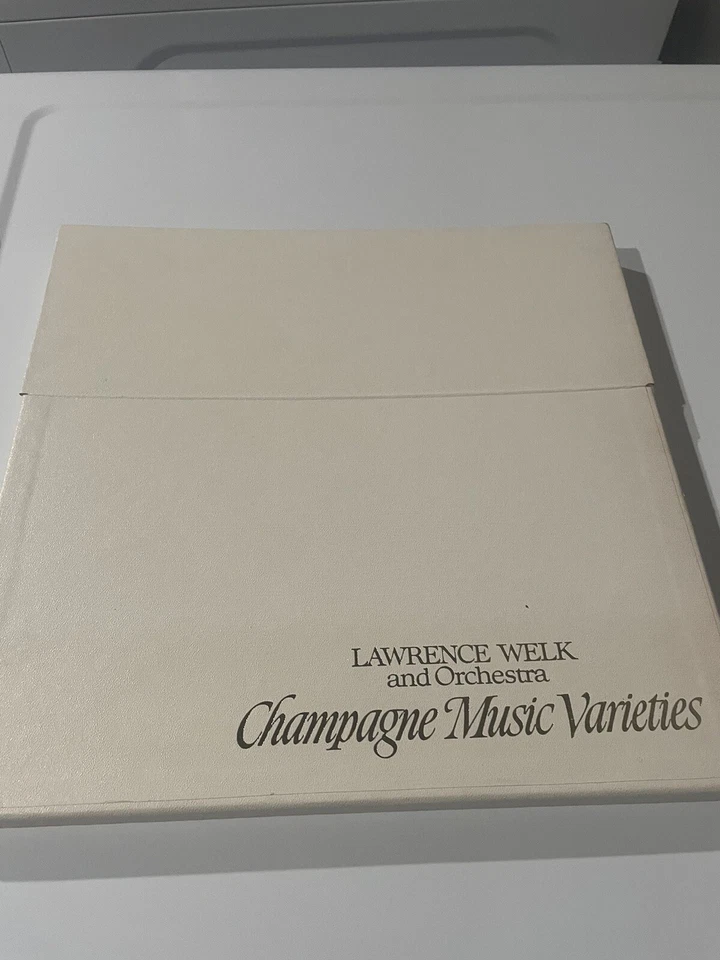 LAWRENCE WELK
and Orchestra
Champagne Music Varieties